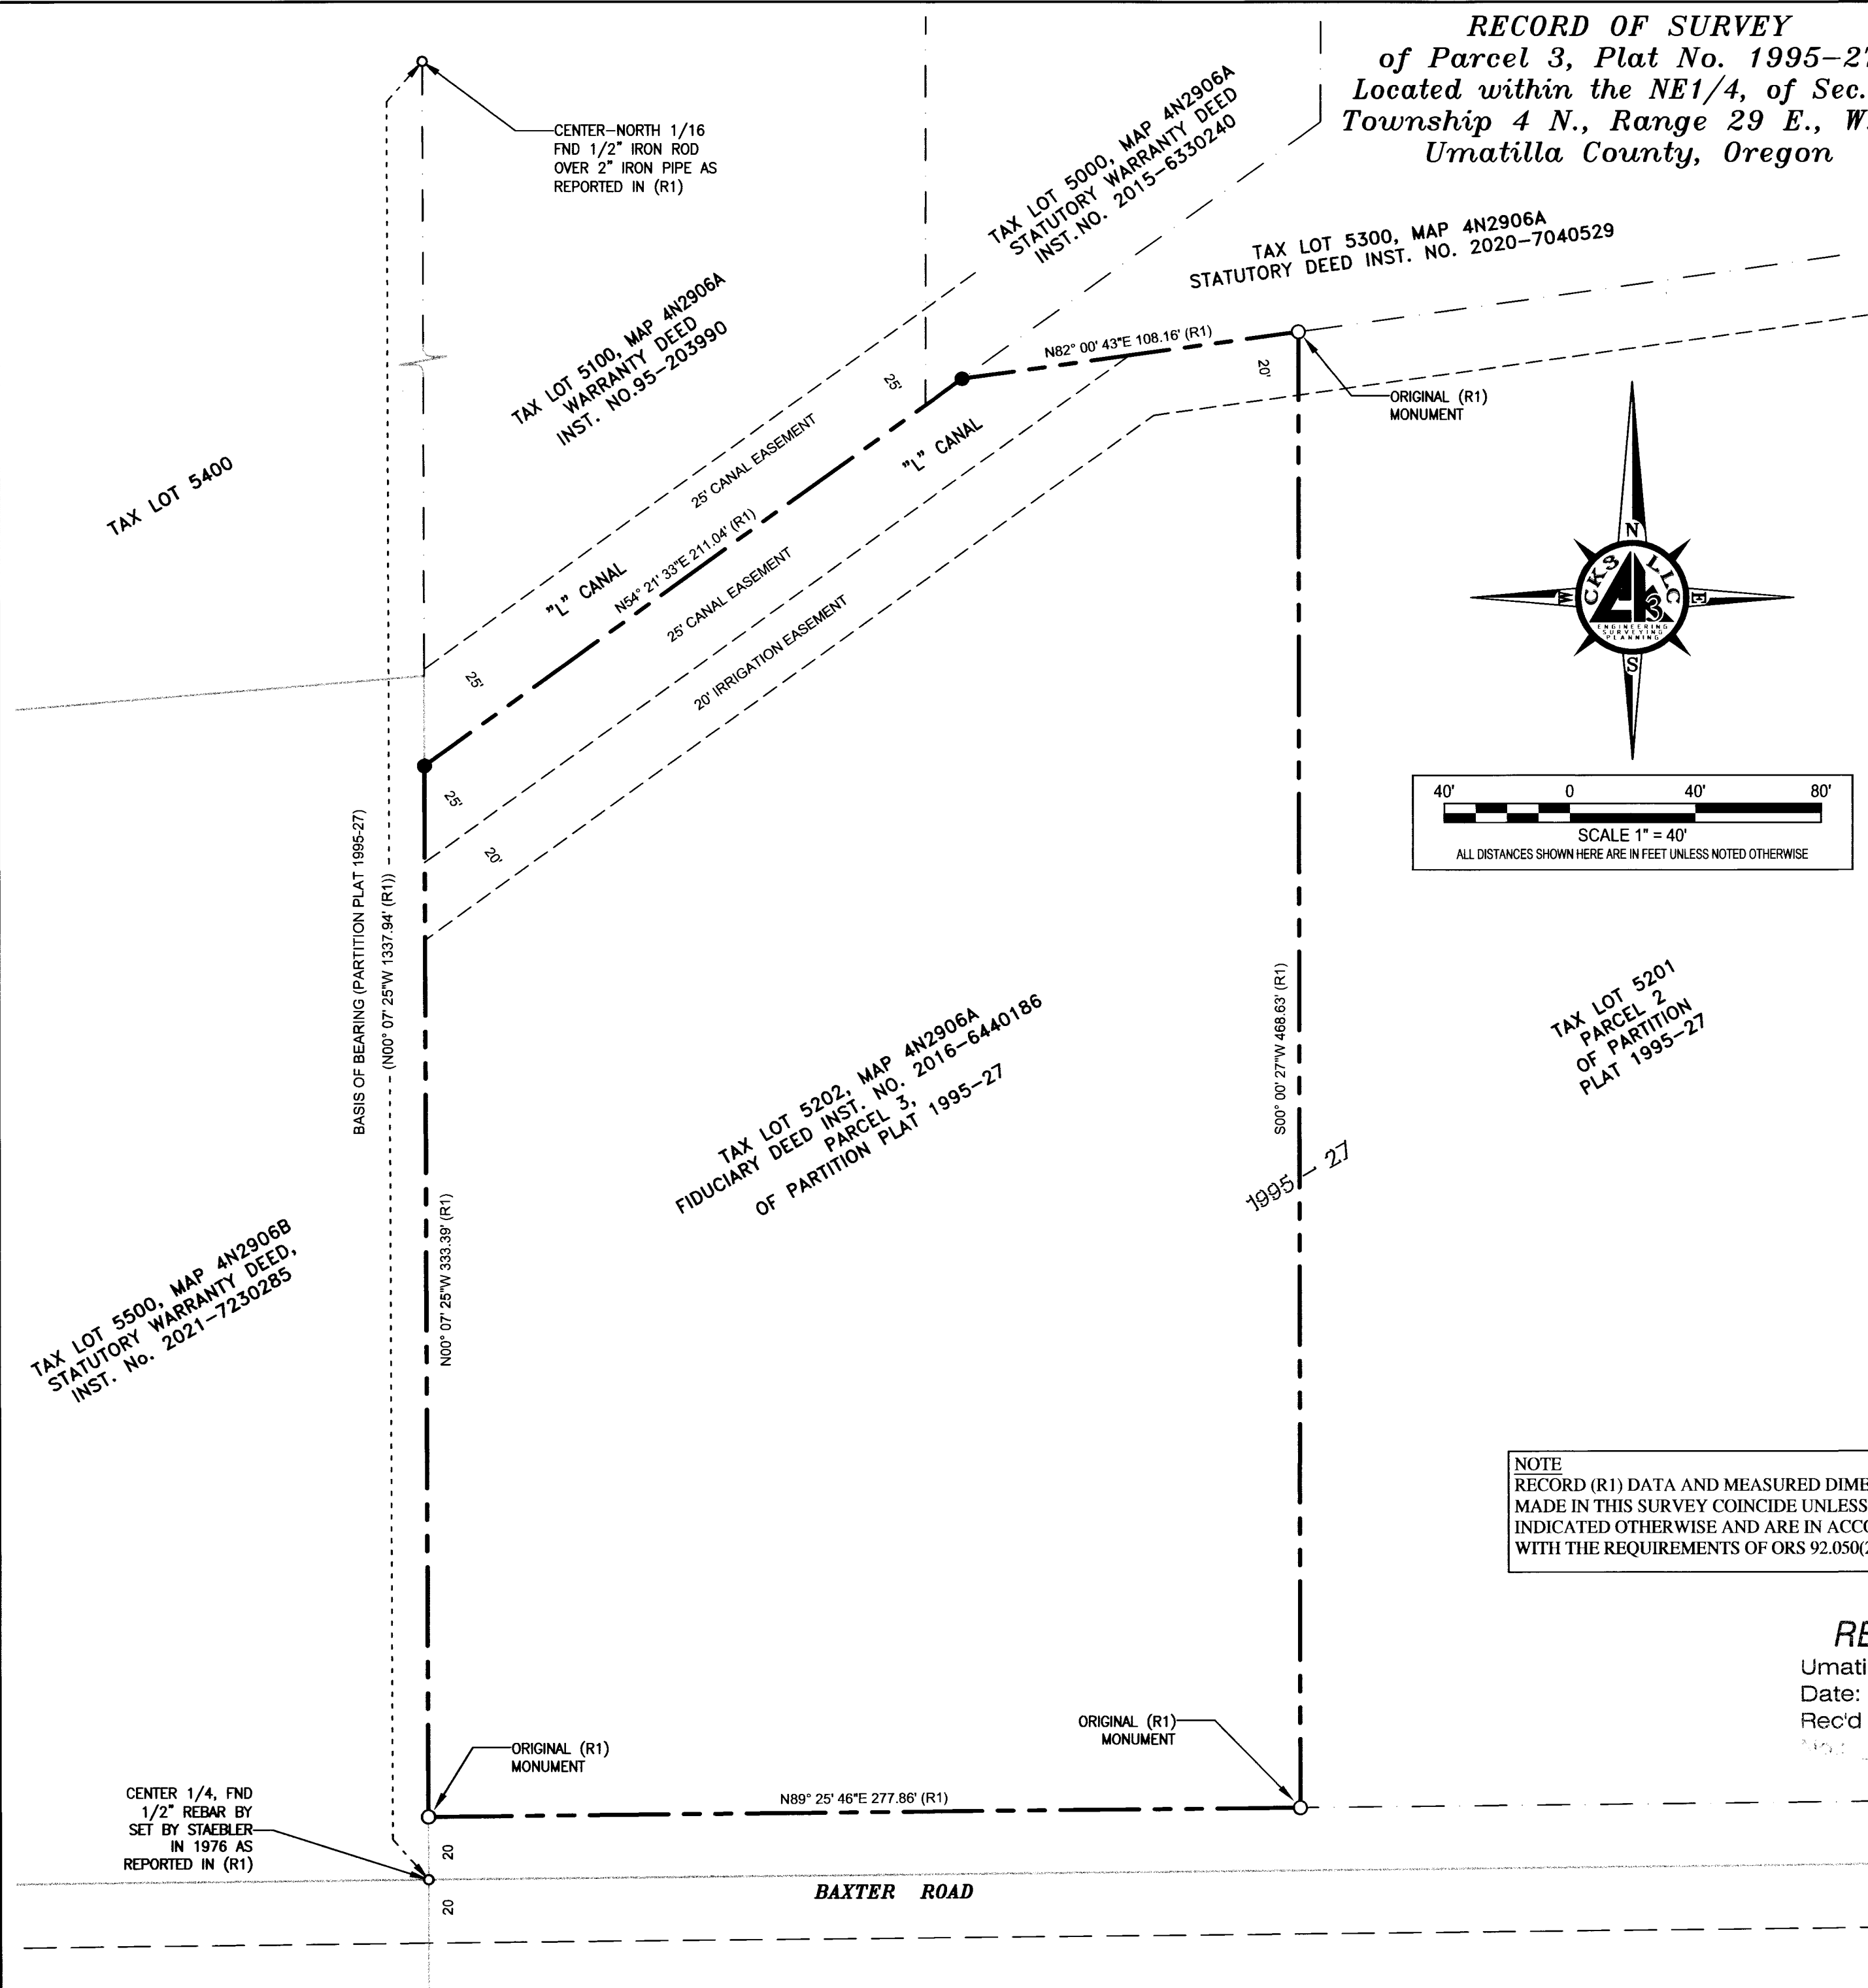 RECORD OF SURVEY
of Parcel 3, Plat No. 1995-27
Located within the NE1/4, of Sec.
Township 4 N., Range 29 E., W.
Umatilla County, Oregon
CENTER-NORTH 1/16
FND 1/2" IRON ROD
OVER 2" IRON PIPE AS
REPORTED IN (R1)
TAX LOT 5000, MAP 4N2906A
STATUTORY WARRANTY DEED
INST.NO. 2015-6330240
TAX LOT 5300, MAP 4N2906A
STATUTORY DEED INST. NO. 2020-7040529
TAX LOT 5100, MAP 4N2906A
WARRANTY DEED
INST. NO.95-203990
TAX LOT 5400
N82° 00' 43"E 108.16' (R1)
25'
20'
ORIGINAL (R1)
MONUMENT
25' CANAL EASEMENT
"L" CANAL
"L" CANAL
N54° 21' 33"E 211.04' (R1)
25' CANAL EASEMENT
20' IRRIGATION EASEMENT
25'
25'
20'
N
W
E
S
CK3 LLC
CK3
ENGINEERING
SURVEYING
PLANNING
40' 0 40' 80'
SCALE 1" = 40'
ALL DISTANCES SHOWN HERE ARE IN FEET UNLESS NOTED OTHERWISE
BASIS OF BEARING (PARTITION PLAT 1995-27)
(N00° 07' 25"W 1337.94' (R1))
N00° 07' 25"W 333.39' (R1)
S00° 00' 27"W 468.63' (R1)
TAX LOT 5201
PARCEL 2
OF PARTITION
PLAT 1995-27
TAX LOT 5202, MAP 4N2906A
FIDUCIARY DEED INST. NO. 2016-6440186
PARCEL 3,
OF PARTITION PLAT 1995-27
1995 - 27
TAX LOT 5500, MAP 4N2906B
STATUTORY WARRANTY DEED,
INST. No. 2021-7230285
NOTE
RECORD (R1) DATA AND MEASURED DIME
MADE IN THIS SURVEY COINCIDE UNLESS
INDICATED OTHERWISE AND ARE IN ACCO
WITH THE REQUIREMENTS OF ORS 92.050(2
RE
Umati
Date:
Rec'd
ORIGINAL (R1)
MONUMENT
ORIGINAL (R1)
MONUMENT
N89° 25' 46"E 277.86' (R1)
CENTER 1/4, FND
1/2" REBAR BY
SET BY STAEBLER
IN 1976 AS
REPORTED IN (R1)
20
20
BAXTER ROAD